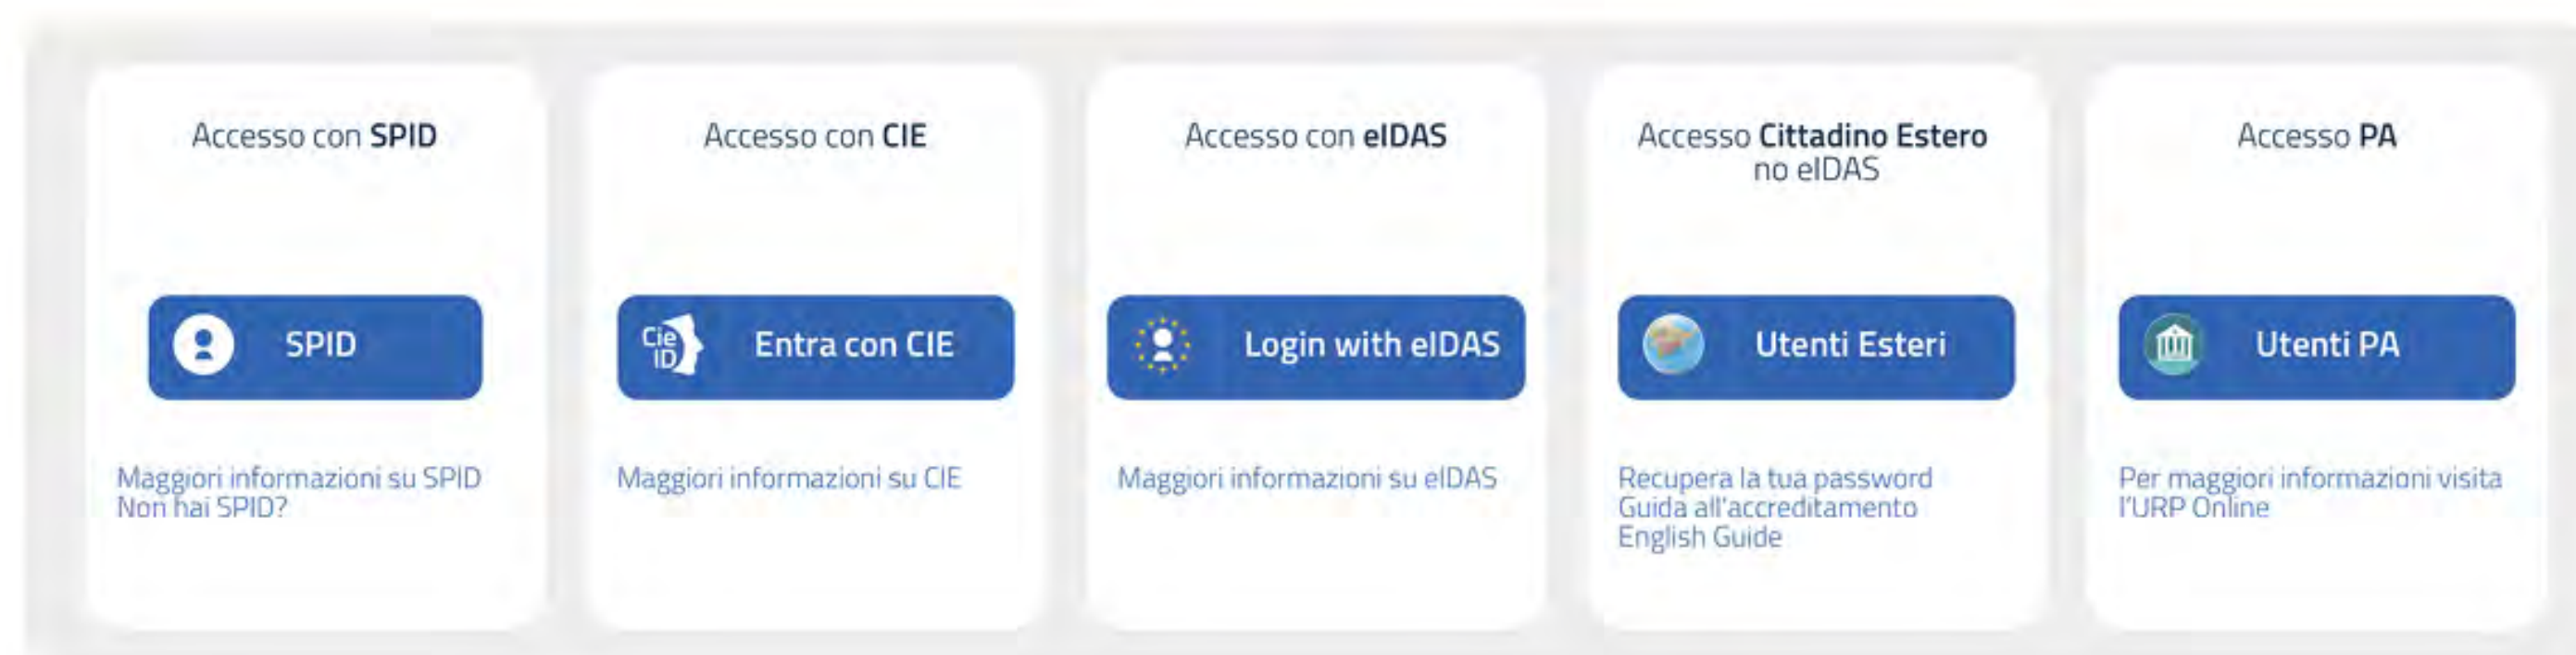 Accesso con SPID
SPID
Maggiori informazioni su SPID
Non hai SPID?
Accesso con CIE
Cie
ID
Entra con CIE
Maggiori informazioni su CIE
Accesso con eIDAS
Login with eIDAS
Maggiori informazioni su eIDAS
Accesso Cittadino Estero
no eIDAS
Utenti Esteri
Recupera la tua password
Guida all'accreditamento
English Guide
Accesso PA
Utenti PA
Per maggiori informazioni visita
l'URP Online